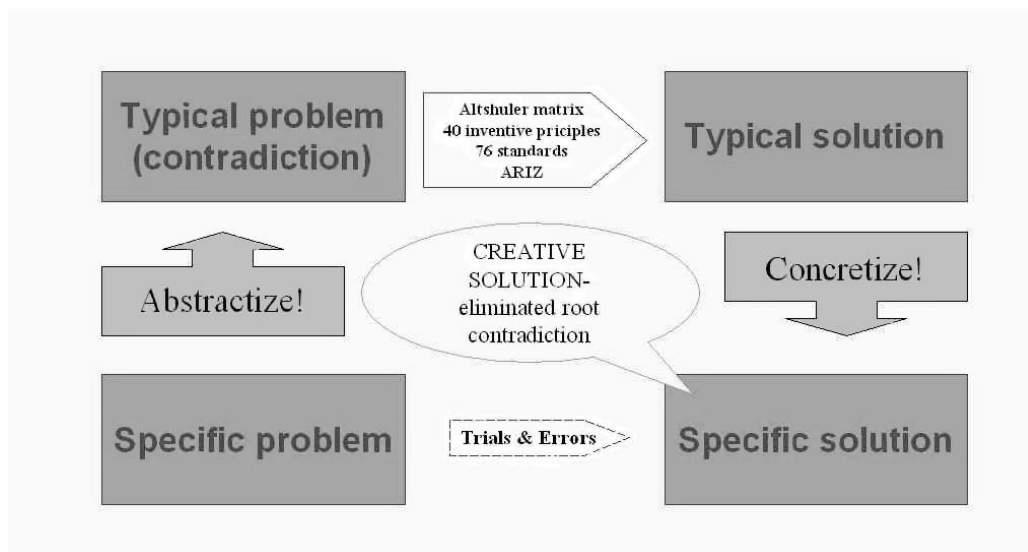 Typical problem
(contradiction)
Altshuler matrix
40 inventive priciples
76 standards
ARIZ
Typical solution
Abstractize!
CREATIVE
SOLUTION-
eliminated root
contradiction
Concretize!
Specific problem
Trials & Errors
Specific solution